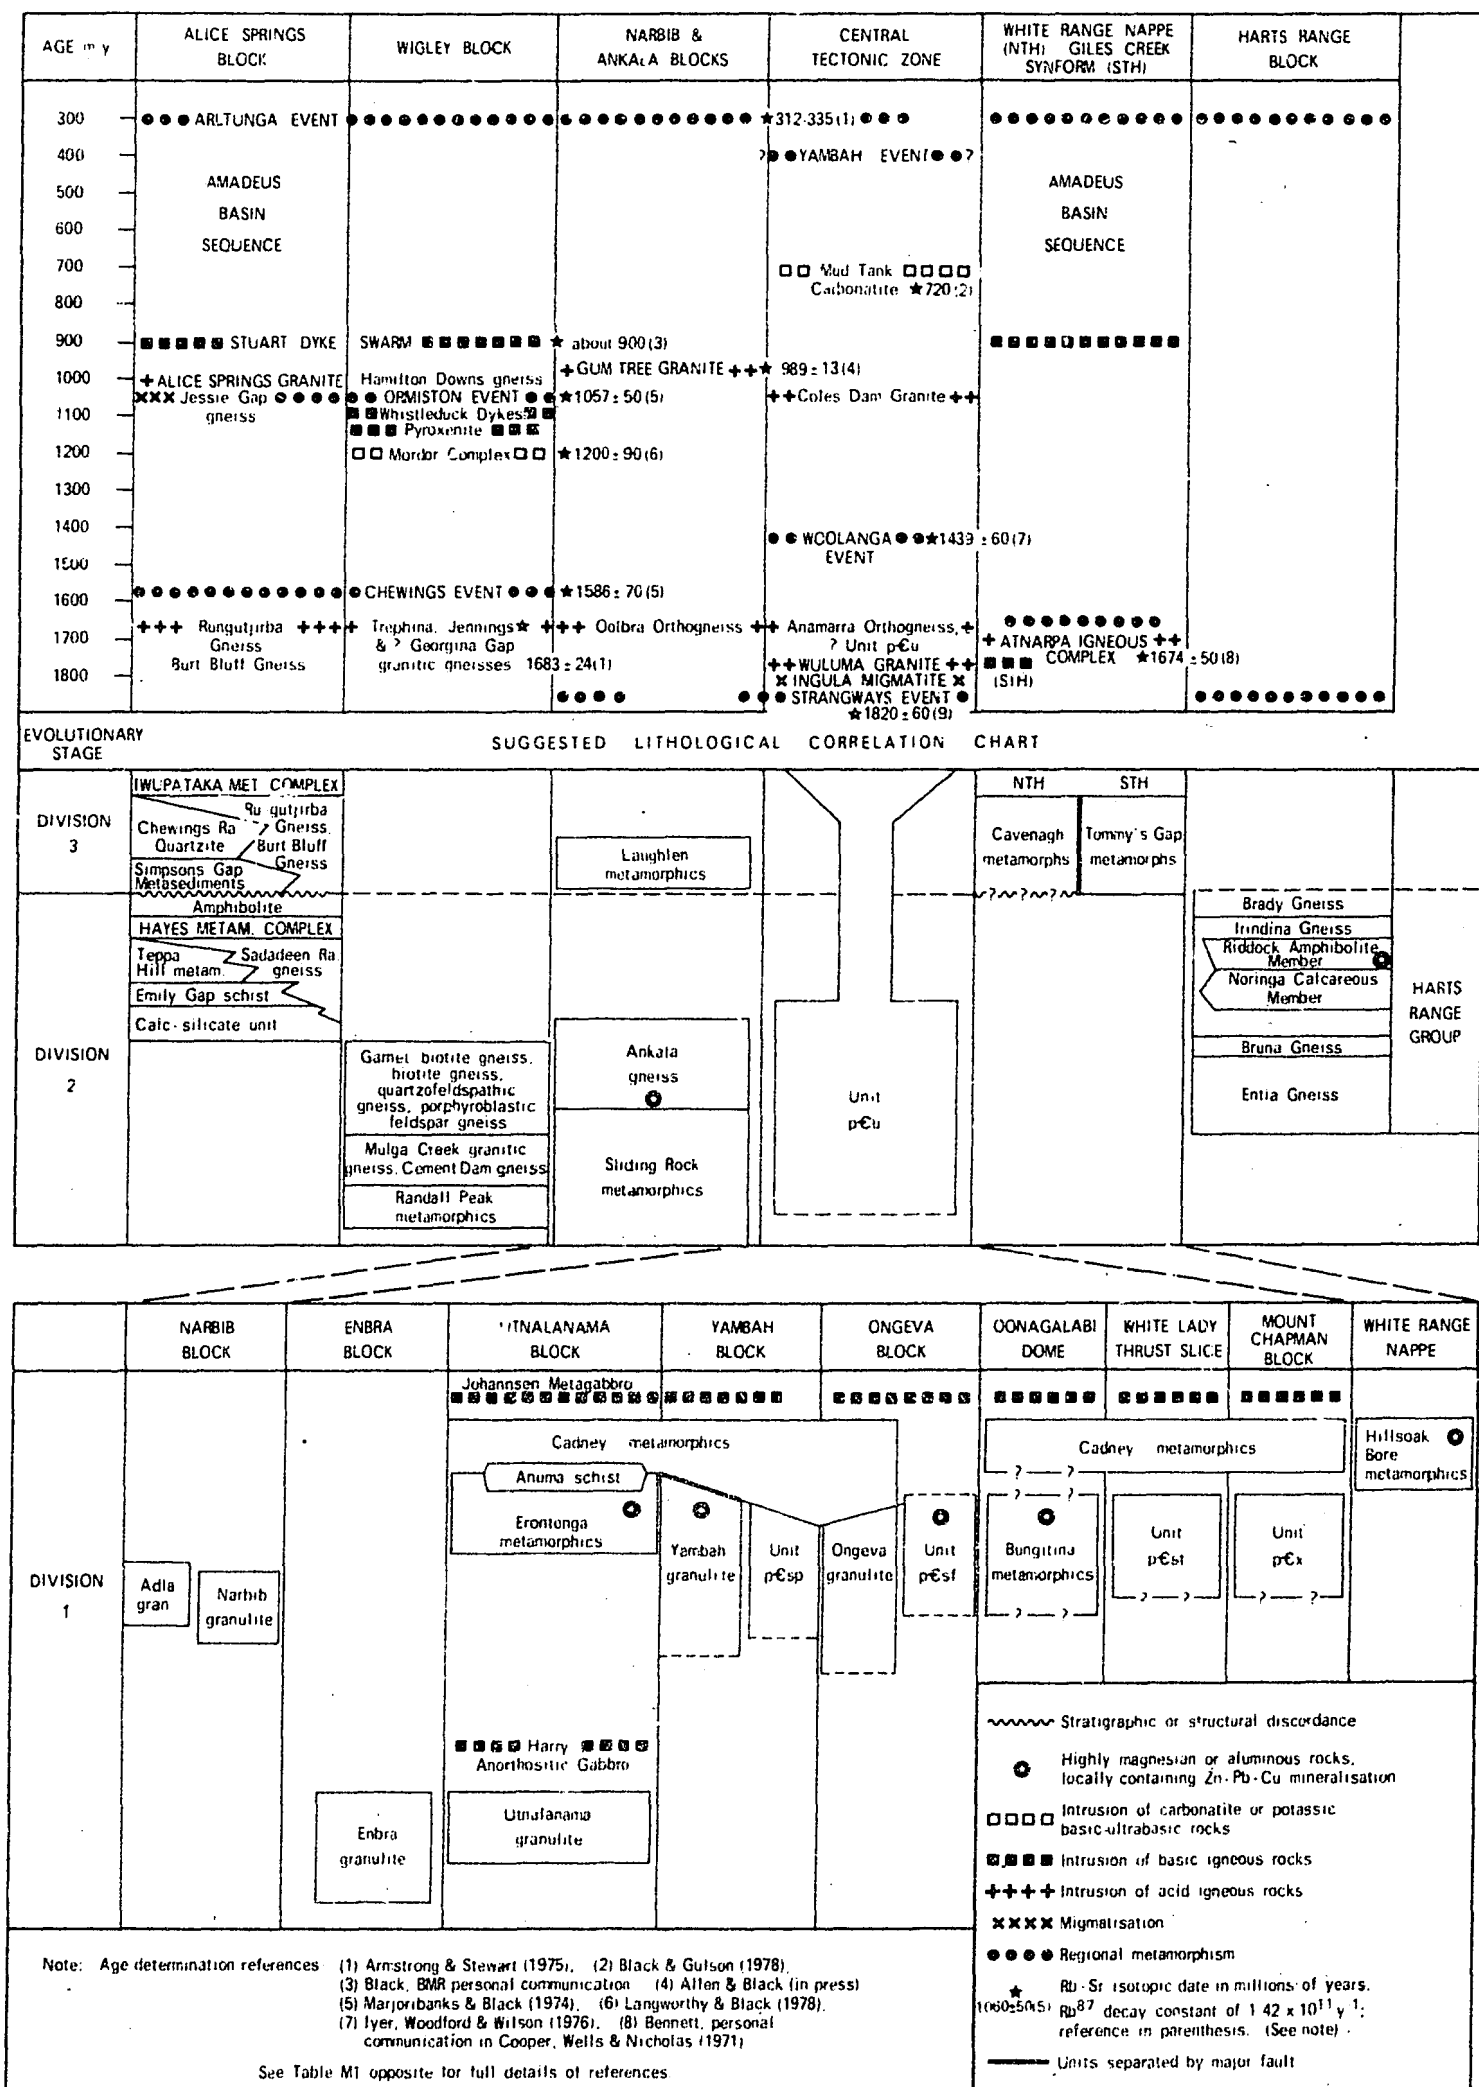 AGE m y
ALICE SPRINGS
BLOCK
WIGLEY BLOCK
NARBIB &
ANKALA BLOCKS
CENTRAL
TECTONIC ZONE
WHITE RANGE NAPPE
(NTH) GILES CREEK
SYNFORM (STH)
HARTS RANGE
BLOCK
300
ARLTUNGA EVENT
★312-335(1)
400
?
YAMBAH EVENT
?
500
AMADEUS
BASIN
SEQUENCE
AMADEUS
BASIN
SEQUENCE
600
700
Mud Tank
Carbonatite ★720(2)
800
900
STUART DYKE
SWARM
★ about 900(3)
1000
+GUM TREE GRANITE ++★ 989±13(4)
+ALICE SPRINGS GRANITE
Hamilton Downs gneiss
××× Jessie Gap
gneiss
ORMISTON EVENT
★1057±50(5)
++Coles Dam Granite ++
1100
Whistleduck Dykes
Pyroxenite
1200
Mordor Complex
★1200±90(6)
1300
1400
WOOLANGA
EVENT
★1439±60(7)
1500
CHEWINGS EVENT
★1586±70(5)
1600
+++ Rungutjirba ++++
Gneiss
Burt Bluff Gneiss
Trephina, Jennings★ +
& ? Georgina Gap
granitic gneisses 1683±24(1)
++ Oolbra Orthogneiss ++
Anamarra Orthogneiss, +
? Unit p€u
+ ATNARPA IGNEOUS ++
COMPLEX ★1674±50(8)
(STH)
1700
++WULUMA GRANITE ++
× INGULA MIGMATITE ×
1800
STRANGWAYS EVENT
★1820±60(9)
EVOLUTIONARY
STAGE
SUGGESTED LITHOLOGICAL CORRELATION CHART
DIVISION
3
IWUPATAKA MET COMPLEX
Chewings Ra
Quartzite
Gneiss,
Burt Bluff
Gneiss
Simpsons Gap
Metasediments
Laughlen
metamorphics
NTH
STH
Cavenagh
metamorphs
Tommy's Gap
metamorphs
? ? ?
Amphibolite
HAYES METAM. COMPLEX
Teppa
Hill metam.
Sadadeen Ra
gneiss
Emily Gap schist
Calc-silicate unit
DIVISION
2
Garnet biotite gneiss,
biotite gneiss,
quartzofeldspathic
gneiss, porphyroblastic
feldspar gneiss
Mulga Creek granitic
gneiss, Cement Dam gneiss
Randall Peak
metamorphics
Ankala
gneiss
Sliding Rock
metamorphics
Unit
p€u
Brady Gneiss
Irindina Gneiss
Riddock Amphibolite
Member
Noringa Calcareous
Member
Bruna Gneiss
Entia Gneiss
HARTS
RANGE
GROUP
NARBIB
BLOCK
ENBRA
BLOCK
UTNALANAMA
BLOCK
YAMBAH
BLOCK
ONGEVA
BLOCK
OONAGALABI
DOME
WHITE LADY
THRUST SLICE
MOUNT
CHAPMAN
BLOCK
WHITE RANGE
NAPPE
DIVISION
1
Johannsen Metagabbro
Cadney metamorphics
Anuma schist
Erontonga
metamorphics
Yambah
granulite
Unit
p€sp
Ongeva
granulite
Unit
p€sf
Cadney metamorphics
? ?
? ?
Bungitina
metamorphics
? ?
Unit
p€st
? ?
Unit
p€x
? ?
Hillsoak
Bore
metamorphics
Adla
gran
Narbib
granulite
Harry
Anorthositic Gabbro
Enbra
granulite
Utnalanama
granulite
Stratigraphic or structural discordance
Highly magnesian or aluminous rocks,
locally containing Zn-Pb-Cu mineralisation
Intrusion of carbonatite or potassic
basic-ultrabasic rocks
Intrusion of basic igneous rocks
++++ Intrusion of acid igneous rocks
×××× Migmatisation
Regional metamorphism
★
1060±50(5)
Rb-Sr isotopic date in millions of years.
Rb87 decay constant of 1 42 x 10 11 y 1;
reference in parenthesis. (See note)
Units separated by major fault
Note: Age determination references (1) Armstrong & Stewart (1975), (2) Black & Gulson (1978),
(3) Black, BMR personal communication (4) Allen & Black (in press)
(5) Marjoribanks & Black (1974), (6) Langworthy & Black (1978),
(7) Iyer, Woodford & Wilson (1976), (8) Bennett, personal
communication in Cooper, Wells & Nicholas (1971)
See Table M1 opposite for full details of references